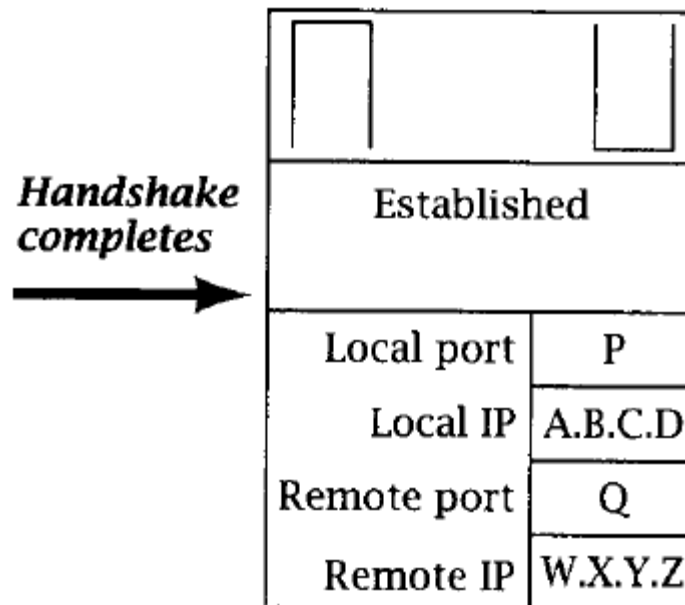 Handshake
completes
Established
Local port P
Local IP A.B.C.D
Remote port Q
Remote IP W.X.Y.Z